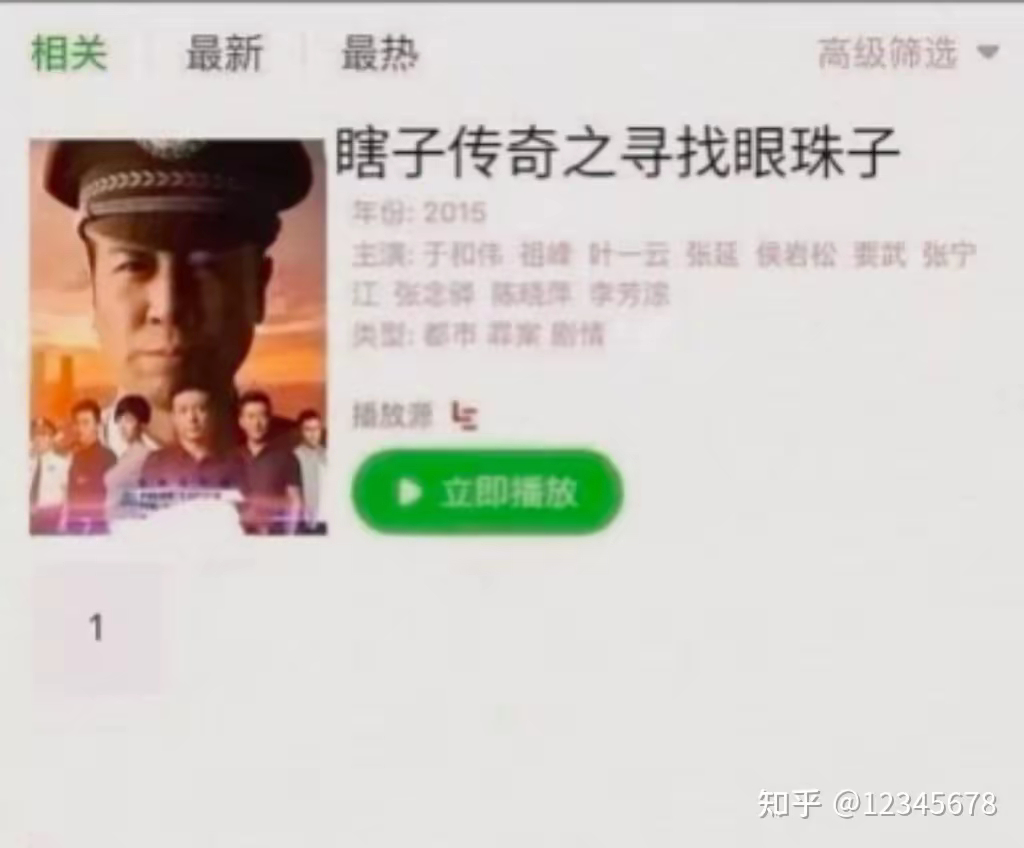 相关 最新 最热 高级筛选
瞎子传奇之寻找眼珠子
年份: 2015
主演: 于和伟 祖峰 叶一云 张延 侯岩松 要武 张宁
江 张念骅 陈晓萍 李芳淙
类型: 都市 罪案 剧情
播放源
立即播放
1
知乎 @12345678